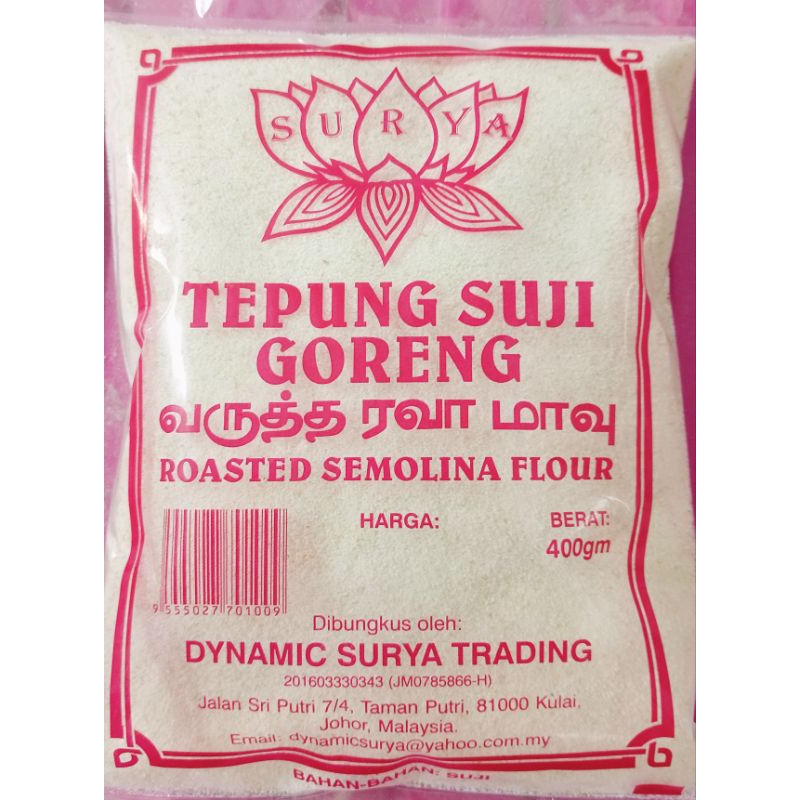 SURYA
TEPUNG SUJI
GORENG
வருத்த ரவா மாவு
ROASTED SEMOLINA FLOUR
HARGA: BERAT:
400gm
9 555027 701009
Dibungkus oleh:
DYNAMIC SURYA TRADING
201603330343 (JM0785866-H)
Jalan Sri Putri 7/4, Taman Putri, 81000 Kulai,
Johor, Malaysia.
Email: dynamicsurya@yahoo.com.my
BAHAN-BAHAN: SUJI